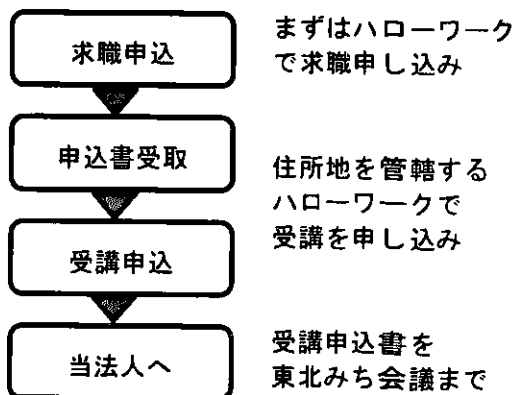 求職申込
まずはハローワーク
で求職申し込み
申込書受取
住所地を管轄する
ハローワークで
受講を申し込み
受講申込
当法人へ
受講申込書を
東北みち会議まで